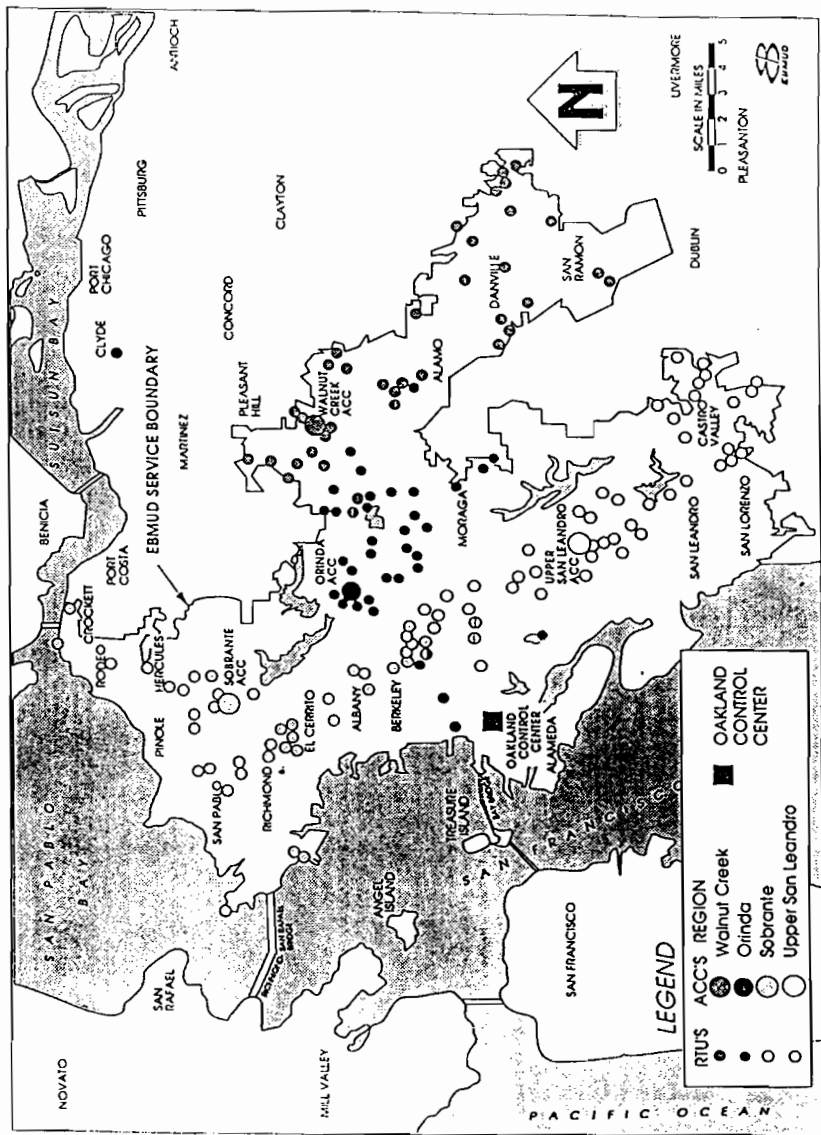 NOVATO
SAN PABLO
BAY
SAN
RAFAEL
MILL VALLEY
ANGEL
ISLAND
RICHMOND
SAN PABLO
PINOLE
RODEO
HERCULES
CROCKETT
PORT
COSTA
BENICIA
SUISUN BAY
EBMUD SERVICE BOUNDARY
MARTINEZ
CLYDE
PORT
CHICAGO
PITTSBURG
ANTIOCH
CONCORD
CLAYTON
PLEASANT
HILL
SOBRANTE
ACC
EL CERRITO
ALBANY
BERKELEY
ORINDA
ACC
WALNUT
CREEK
ACC
ALAMO
DANVILLE
SAN
RAMON
MORAGA
TREASURE
ISLAND
SAN FRANCISCO
OAKLAND
CONTROL
CENTER
ALAMEDA
UPPER
SAN LEANDRO
ACC
SAN LEANDRO
SAN LORENZO
CASTRO
VALLEY
DUBLIN
PLEASANTON
LIVERMORE
SCALE IN MILES
0 1 2 3 4 5
N
EBMUD
SAN FRANCISCO
PACIFIC OCEAN
LEGEND
RTU'S ACC'S REGION
Walnut Creek
Orinda
Sobrante
Upper San Leandro
OAKLAND
CONTROL
CENTER